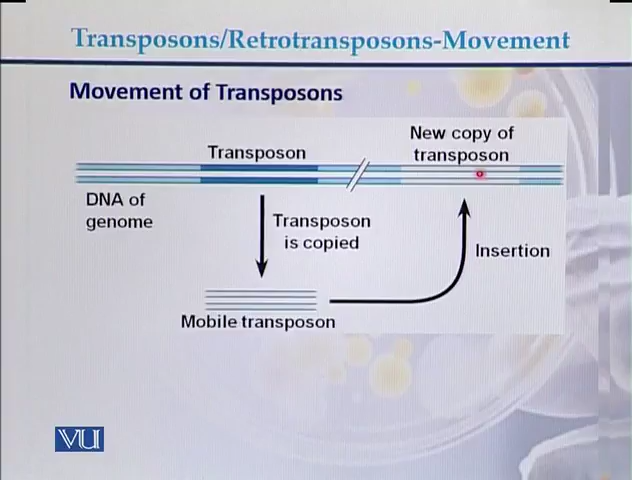 Transposons/Retrotransposons-Movement
Movement of Transposons
New copy of
transposon
Transposon
DNA of
genome
Transposon
is copied
Insertion
Mobile transposon
VU